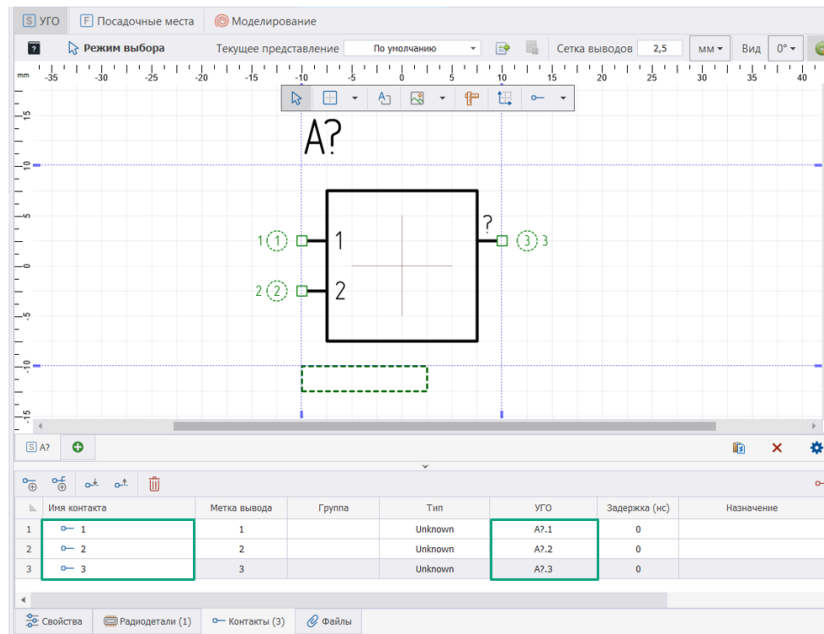 S УГО F Посадочные места Моделирование
? Режим выбора Текущее представление По умолчанию Сетка выводов 2,5 мм Вид 0°
mm -35 -30 -25 -20 -15 -10 -5 0 5 10 15 20 25 30 35 40
A?
15
10
5
0
-5
-10
-15
?
1 1 1 3 3
2 2 2
S A?
Имя контакта Метка вывода Группа Тип УГО Задержка (нс) Назначение
1 1 1 Unknown A?.1 0
2 2 2 Unknown A?.2 0
3 3 3 Unknown A?.3 0
Свойства Радиодетали (1) Контакты (3) Файлы